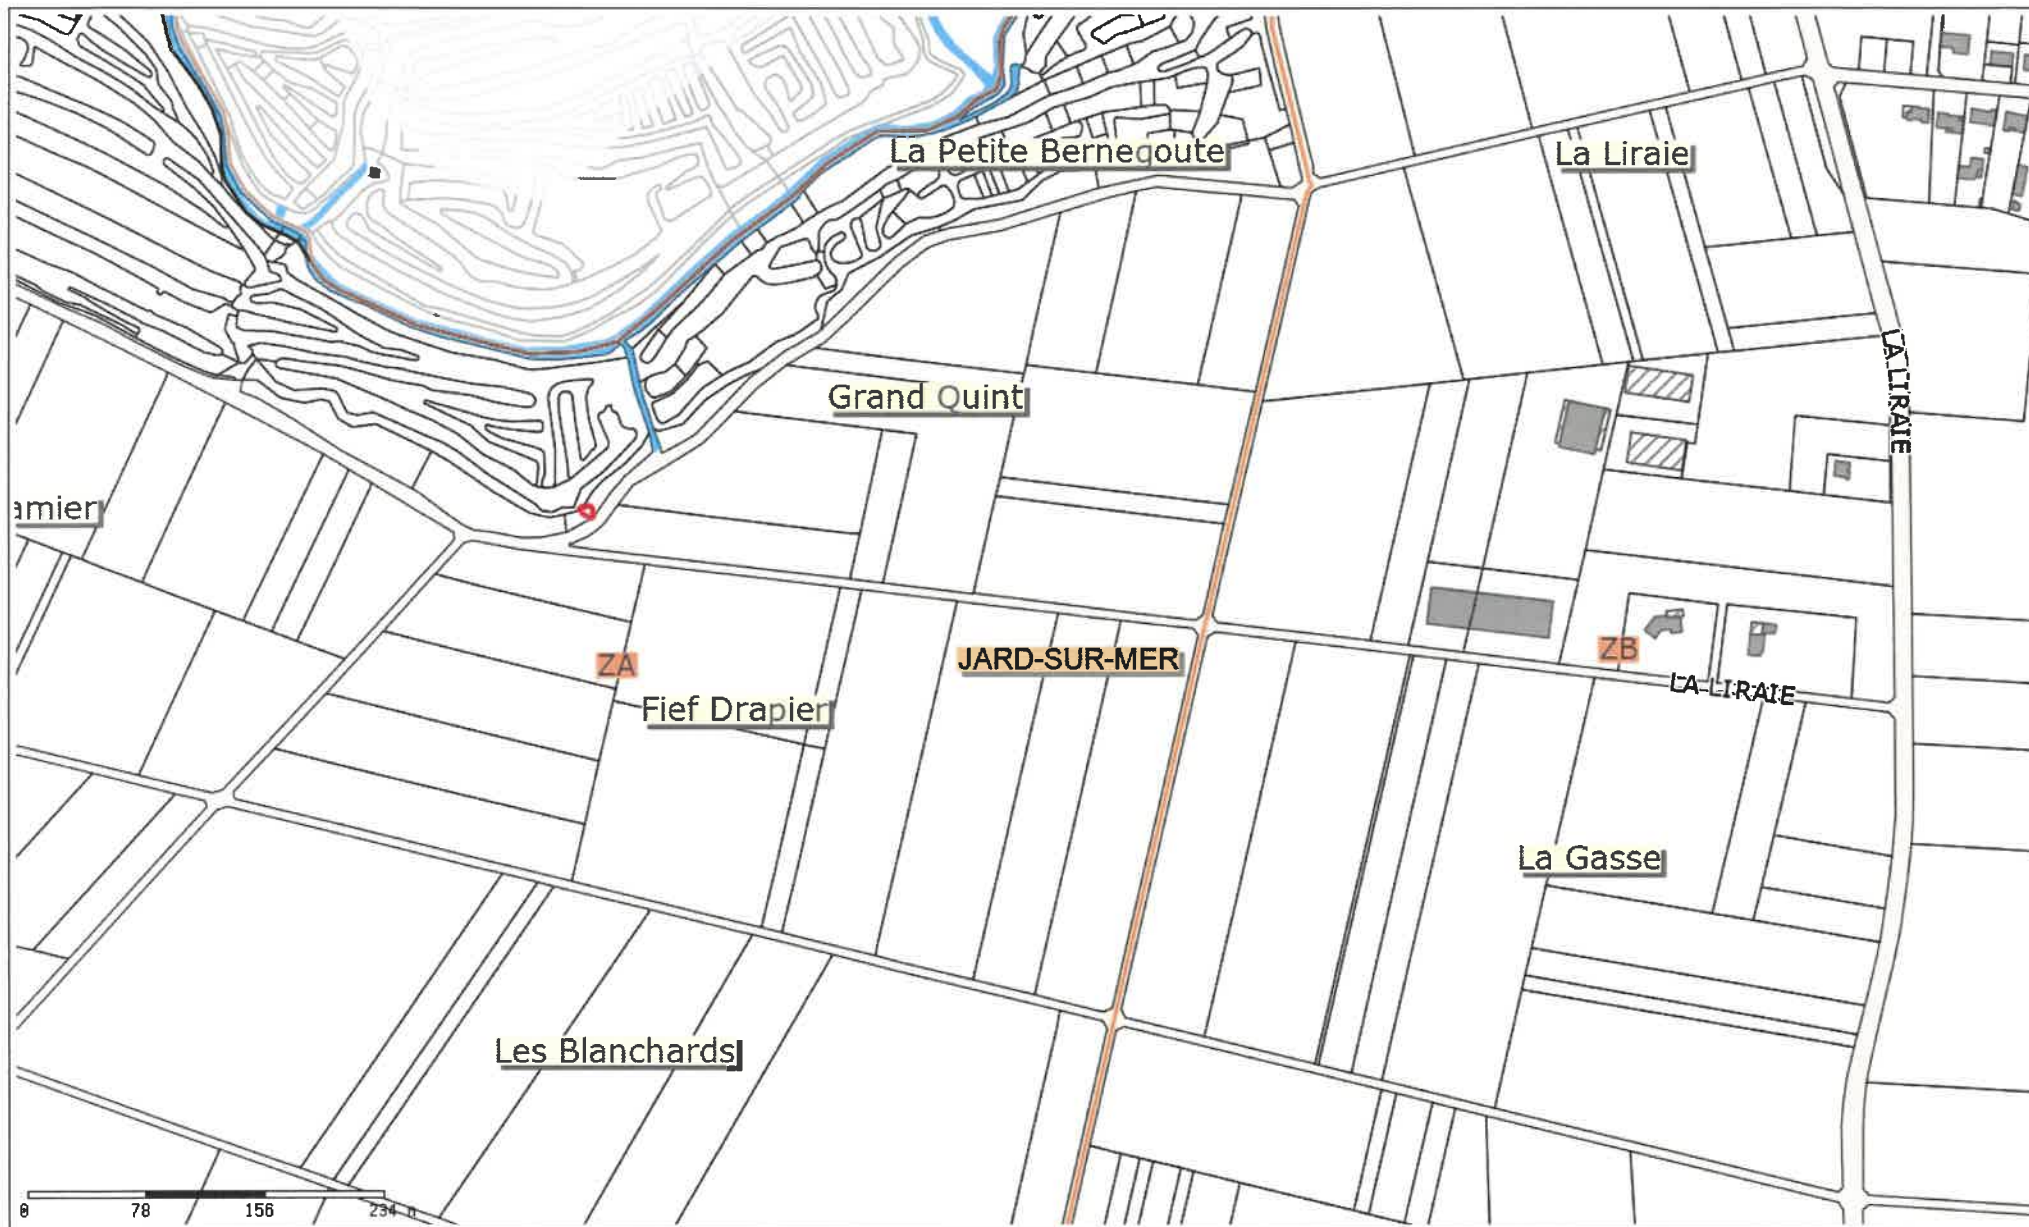 La Petite Bernegoute
La Liraie
LA LIRAIE
Grand Quint
amier
ZA
JARD-SUR-MER
ZB
LA LIRAIE
Fief Drapier
La Gasse
Les Blanchards
0 78 156 234 m